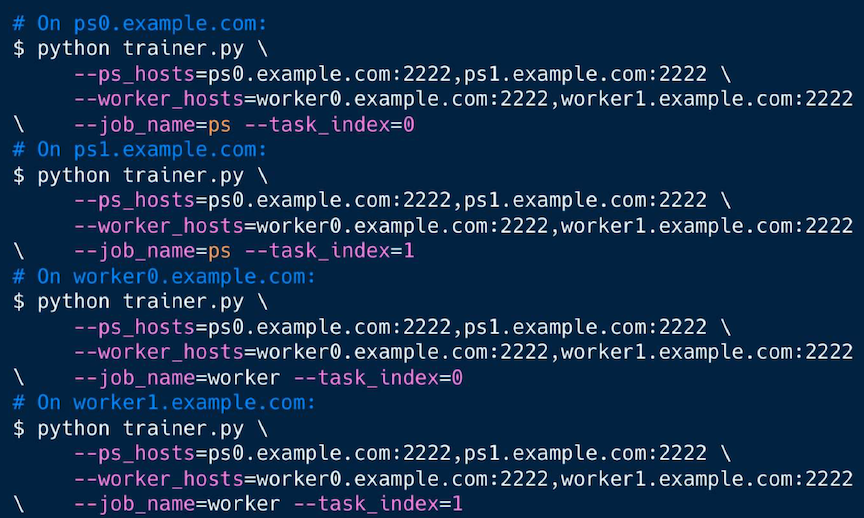 # On ps0.example.com:
$ python trainer.py \
     --ps_hosts=ps0.example.com:2222,ps1.example.com:2222 \
     --worker_hosts=worker0.example.com:2222,worker1.example.com:2222
\    --job_name=ps --task_index=0
# On ps1.example.com:
$ python trainer.py \
     --ps_hosts=ps0.example.com:2222,ps1.example.com:2222 \
     --worker_hosts=worker0.example.com:2222,worker1.example.com:2222
\    --job_name=ps --task_index=1
# On worker0.example.com:
$ python trainer.py \
     --ps_hosts=ps0.example.com:2222,ps1.example.com:2222 \
     --worker_hosts=worker0.example.com:2222,worker1.example.com:2222
\    --job_name=worker --task_index=0
# On worker1.example.com:
$ python trainer.py \
     --ps_hosts=ps0.example.com:2222,ps1.example.com:2222 \
     --worker_hosts=worker0.example.com:2222,worker1.example.com:2222
\    --job_name=worker --task_index=1